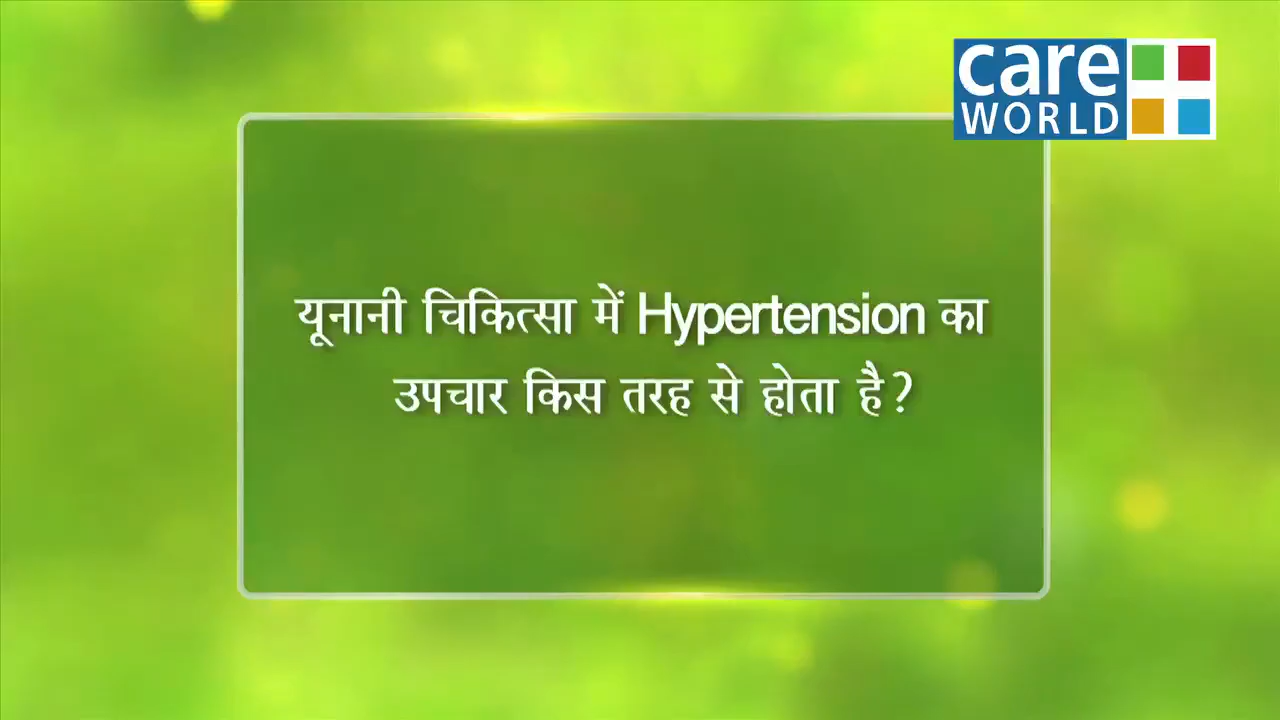 care
WORLD
यूनानी चिकित्सा में Hypertension का
उपचार किस तरह से होता है?